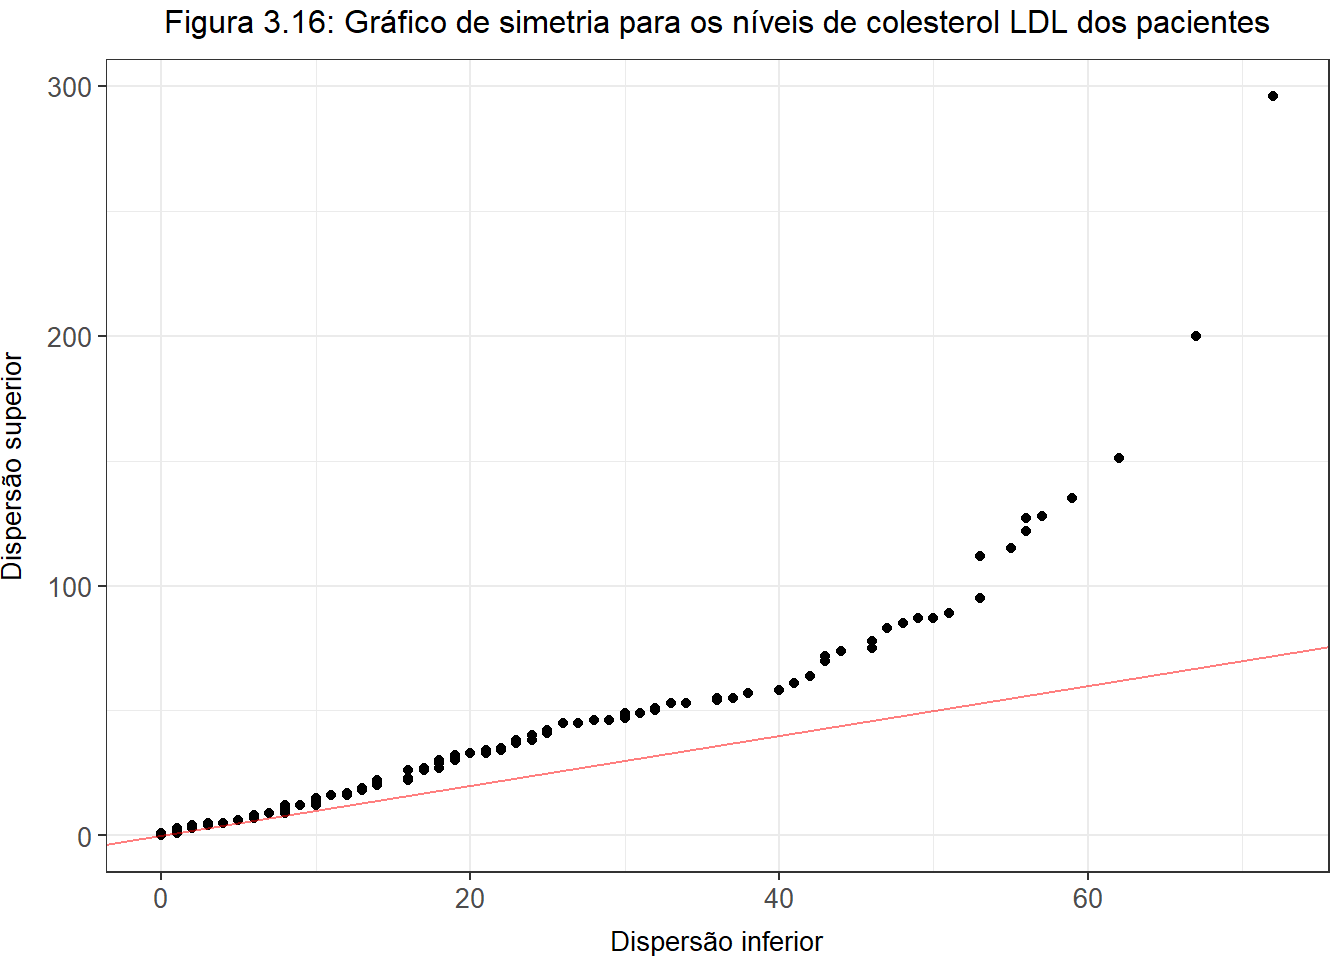 Figura 3.16: Gráfico de simetria para os níveis de colesterol LDL dos pacientes
300
200
100
0
Dispersão superior
0 20 40 60
Dispersão inferior